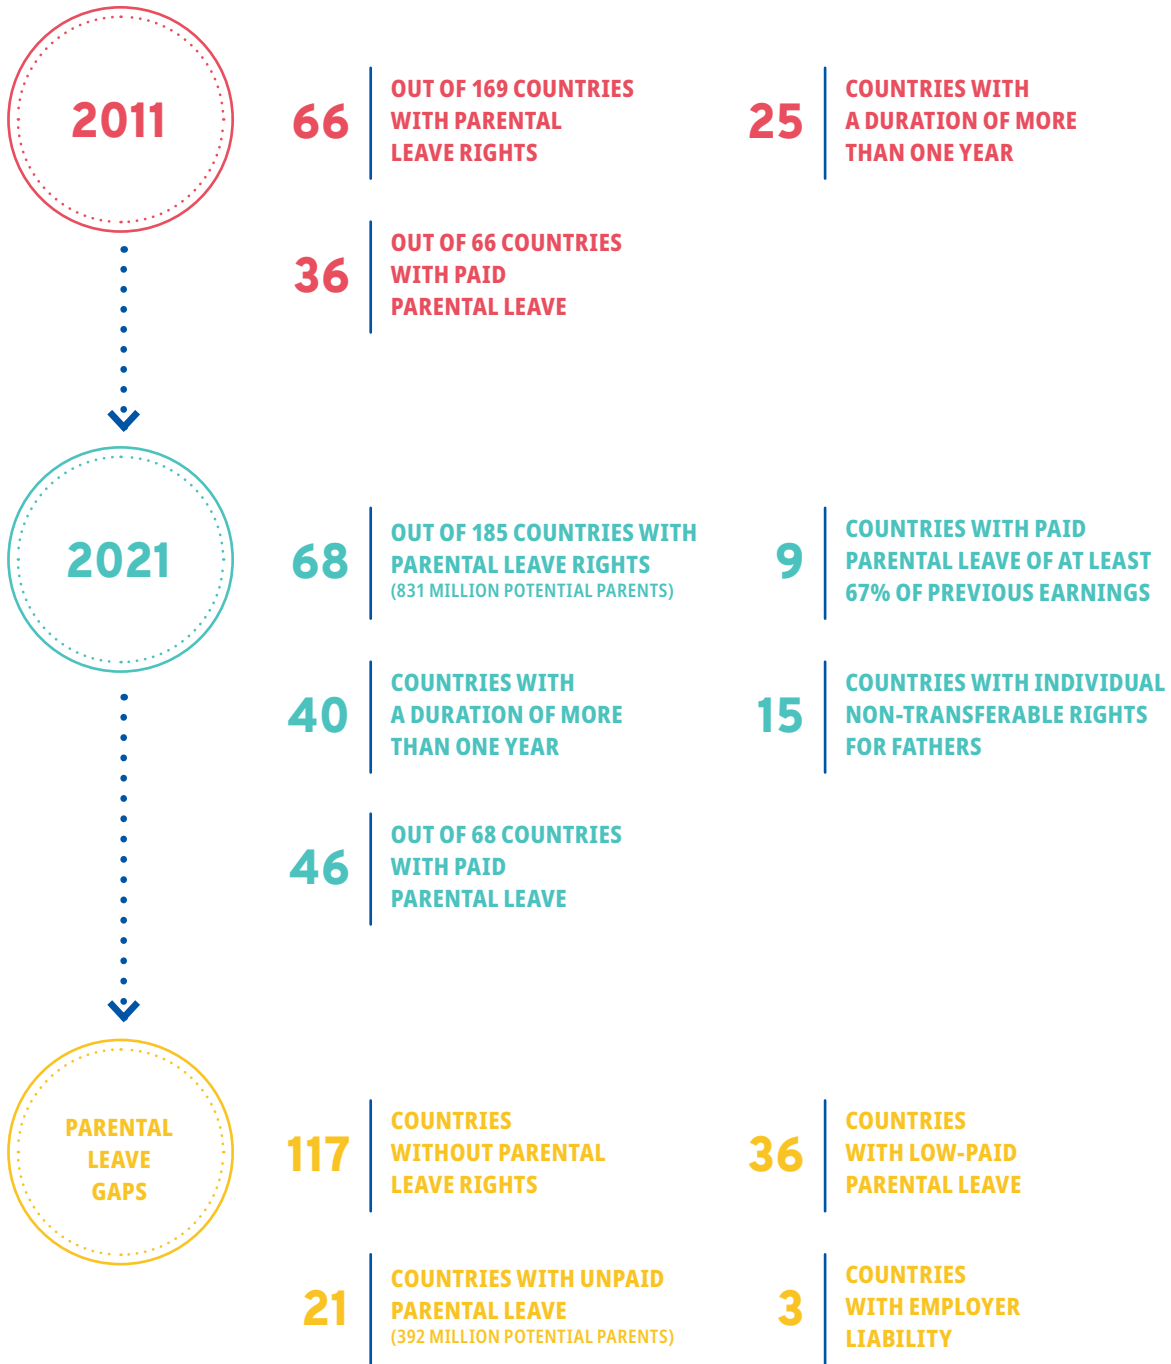 2011
66
OUT OF 169 COUNTRIES
WITH PARENTAL
LEAVE RIGHTS
25
COUNTRIES WITH
A DURATION OF MORE
THAN ONE YEAR
36
OUT OF 66 COUNTRIES
WITH PAID
PARENTAL LEAVE
2021
68
OUT OF 185 COUNTRIES WITH
PARENTAL LEAVE RIGHTS
(831 MILLION POTENTIAL PARENTS)
9
COUNTRIES WITH PAID
PARENTAL LEAVE OF AT LEAST
67% OF PREVIOUS EARNINGS
40
COUNTRIES WITH
A DURATION OF MORE
THAN ONE YEAR
15
COUNTRIES WITH INDIVIDUAL
NON-TRANSFERABLE RIGHTS
FOR FATHERS
46
OUT OF 68 COUNTRIES
WITH PAID
PARENTAL LEAVE
PARENTAL
LEAVE
GAPS
117
COUNTRIES
WITHOUT PARENTAL
LEAVE RIGHTS
36
COUNTRIES
WITH LOW-PAID
PARENTAL LEAVE
21
COUNTRIES WITH UNPAID
PARENTAL LEAVE
(392 MILLION POTENTIAL PARENTS)
3
COUNTRIES
WITH EMPLOYER
LIABILITY